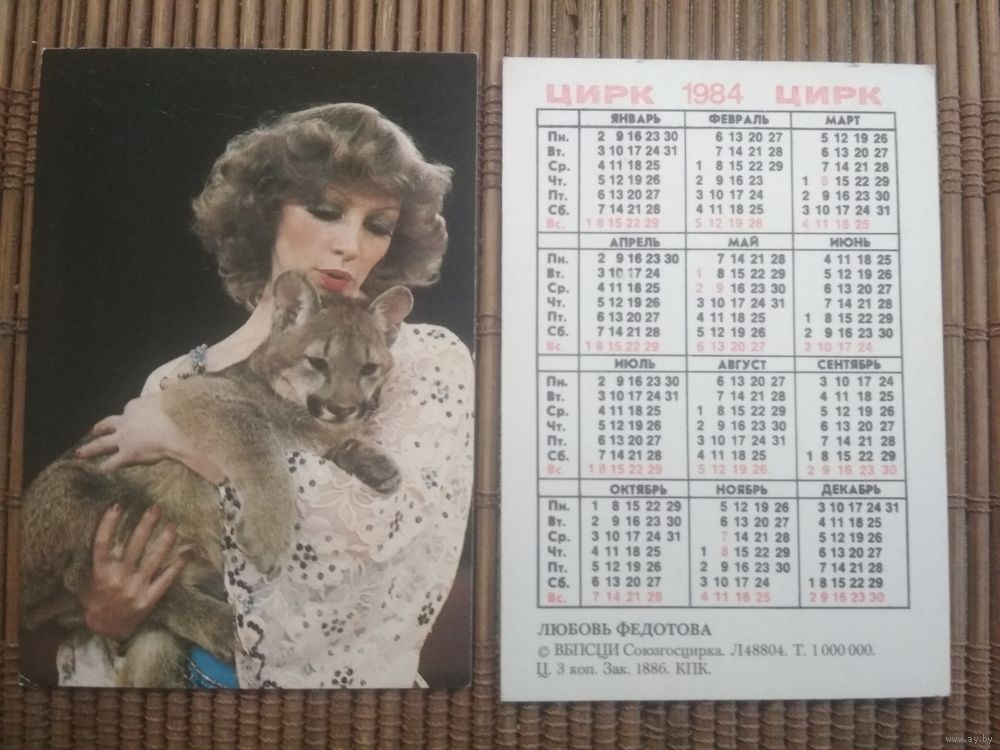 ЦИРК 1984 ЦИРК
ЯНВАРЬ ФЕВРАЛЬ МАРТ
Пн. 2 9 16 23 30 6 13 20 27 5 12 19 26
Вт. 3 10 17 24 31 7 14 21 28 6 13 20 27
Ср. 4 11 18 25 1 8 15 22 29 7 14 21 28
Чт. 5 12 19 26 2 9 16 23 1 8 15 22 29
Пт. 6 13 20 27 3 10 17 24 2 9 16 23 30
Сб. 7 14 21 28 4 11 18 25 3 10 17 24 31
Вс. 1 8 15 22 29 5 12 19 26 4 11 18 25
АПРЕЛЬ МАЙ ИЮНЬ
Пн. 2 9 16 23 30 7 14 21 28 4 11 18 25
Вт. 3 10 17 24 1 8 15 22 29 5 12 19 26
Ср. 4 11 18 25 2 9 16 23 30 6 13 20 27
Чт. 5 12 19 26 3 10 17 24 31 7 14 21 28
Пт. 6 13 20 27 4 11 18 25 1 8 15 22 29
Сб. 7 14 21 28 5 12 19 26 2 9 16 23 30
Вс. 1 8 15 22 29 6 13 20 27 3 10 17 24
ИЮЛЬ АВГУСТ СЕНТЯБРЬ
Пн. 2 9 16 23 30 6 13 20 27 3 10 17 24
Вт. 3 10 17 24 31 7 14 21 28 4 11 18 25
Ср. 4 11 18 25 1 8 15 22 29 5 12 19 26
Чт. 5 12 19 26 2 9 16 23 30 6 13 20 27
Пт. 6 13 20 27 3 10 17 24 31 7 14 21 28
Сб. 7 14 21 28 4 11 18 25 1 8 15 22 29
Вс. 1 8 15 22 29 5 12 19 26 2 9 16 23 30
ОКТЯБРЬ НОЯБРЬ ДЕКАБРЬ
Пн. 1 8 15 22 29 5 12 19 26 3 10 17 24 31
Вт. 2 9 16 23 30 6 13 20 27 4 11 18 25
Ср. 3 10 17 24 31 7 14 21 28 5 12 19 26
Чт. 4 11 18 25 1 8 15 22 29 6 13 20 27
Пт. 5 12 19 26 2 9 16 23 30 7 14 21 28
Сб. 6 13 20 27 3 10 17 24 1 8 15 22 29
Вс. 7 14 21 28 4 11 18 25 2 9 16 23 30
ЛЮБОВЬ ФЕДОТОВА
© ВБПСЦИ Союзгосцирка. Л48804. Т. 1 000 000.
Ц. 3 коп. Зак. 1886. КПК.
www.ay.by